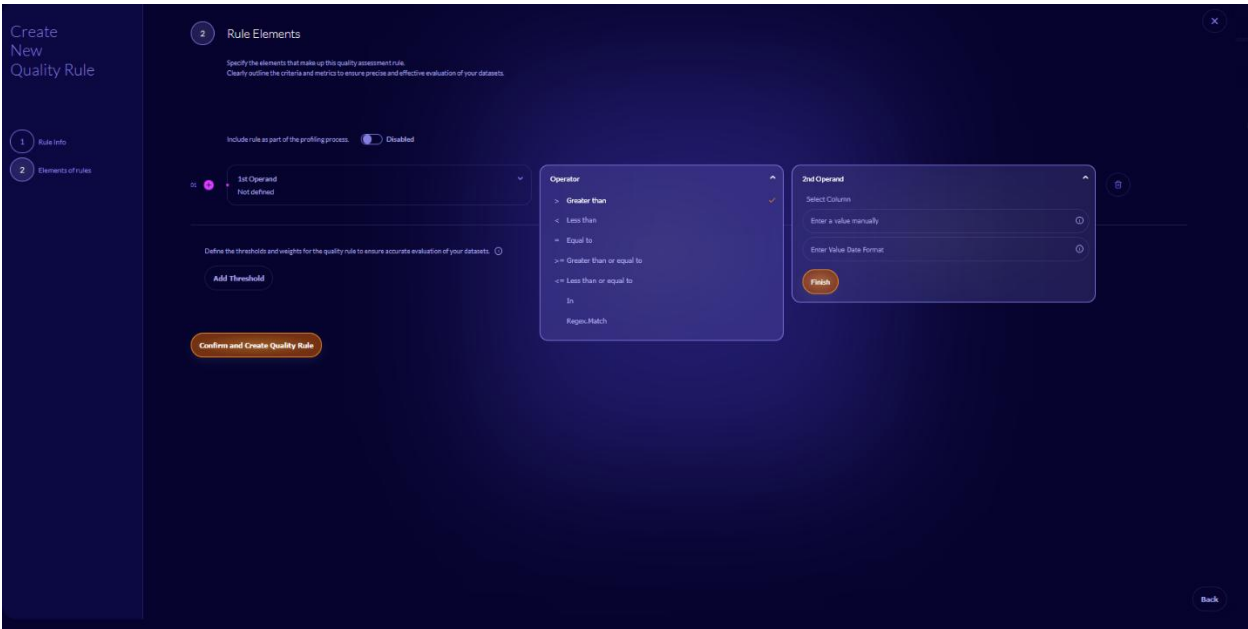 Create
New
Quality Rule
1 Rule Info
2 Elements of rules
2 Rule Elements
Specify the elements that make up this quality assessment rule.
Clearly outline the criteria and metrics to ensure precise and effective evaluation of your datasets.
Include rule as part of the profiling process. Disabled
01
1st Operand
Not defined
Operator
> Greater than
< Less than
= Equal to
>= Greater than or equal to
<= Less than or equal to
In
Regex.Match
2nd Operand
Select Column
Enter a value manually
Enter Value Date Format
Finish
Define the thresholds and weights for the quality rule to ensure accurate evaluation of your datasets.
Add Threshold
Confirm and Create Quality Rule
Back